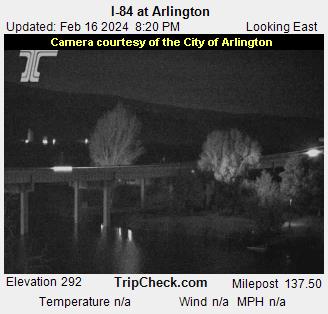 I-84 at Arlington
Updated: Feb 16 2024 8:20 PM Looking East
Camera courtesy of the City of Arlington
Elevation 292 TripCheck.com Milepost 137.50
Temperature n/a Wind n/a MPH n/a